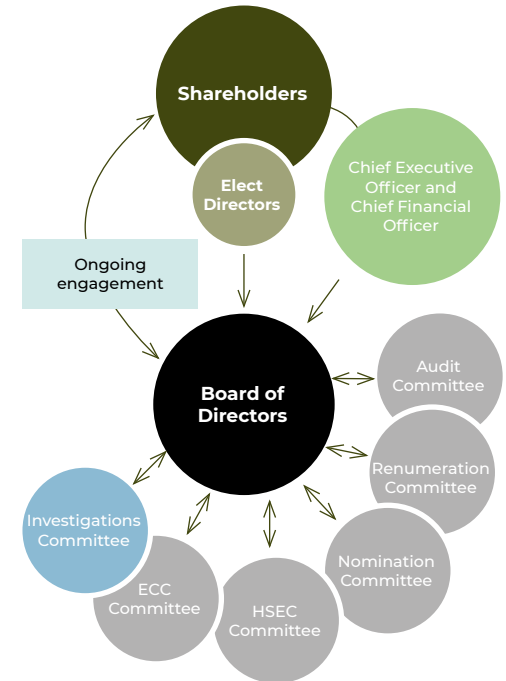 Shareholders
Elect
Directors
Chief Executive
Officer and
Chief Financial
Officer
Ongoing
engagement
Board of
Directors
Audit
Committee
Renumeration
Committee
Nomination
Committee
HSEC
Committee
ECC
Committee
Investigations
Committee